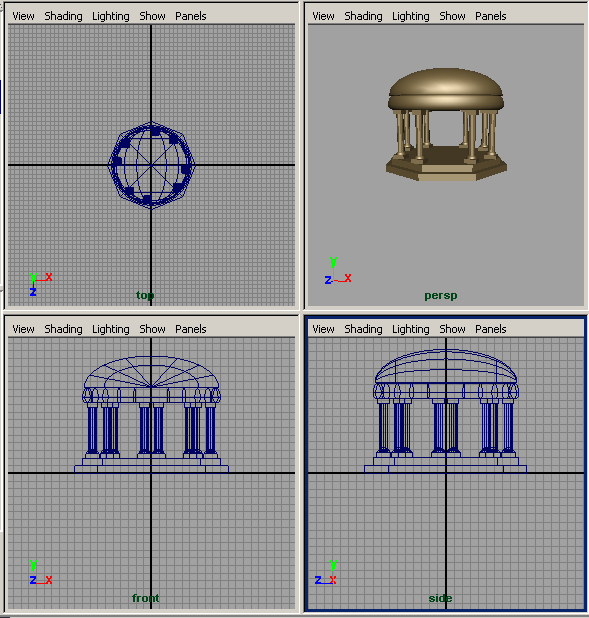 View Shading Lighting Show Panels
View Shading Lighting Show Panels
y x
z
top
y
z x
persp
View Shading Lighting Show Panels
View Shading Lighting Show Panels
y
z x
front
y
z x
side